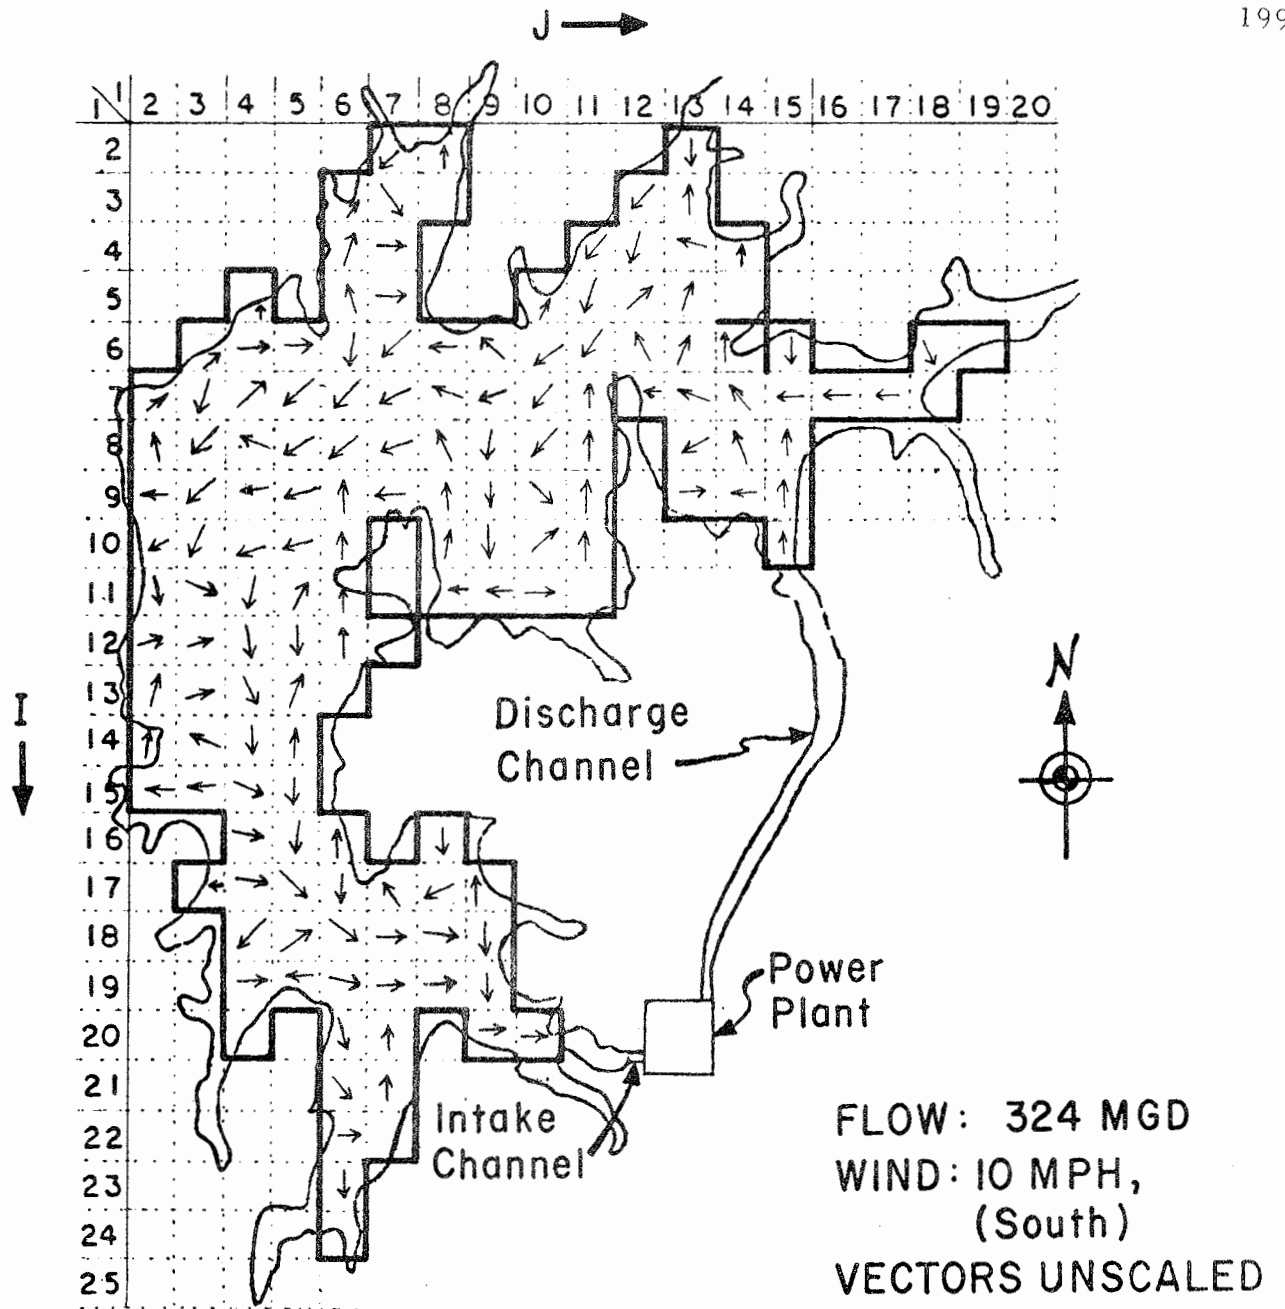 J
199
I 1 2 3 4 5 6 7 8 9 10 11 12 13 14 15 16 17 18 19 20
2
3
4
5
6
7
8
9
10
11
12
13
14
15
16
17
18
19
20
21
22
23
24
25
I
N
Discharge
Channel
Power
Plant
Intake
Channel
FLOW: 324 MGD
WIND: 10 MPH,
(South)
VECTORS UNSCALED